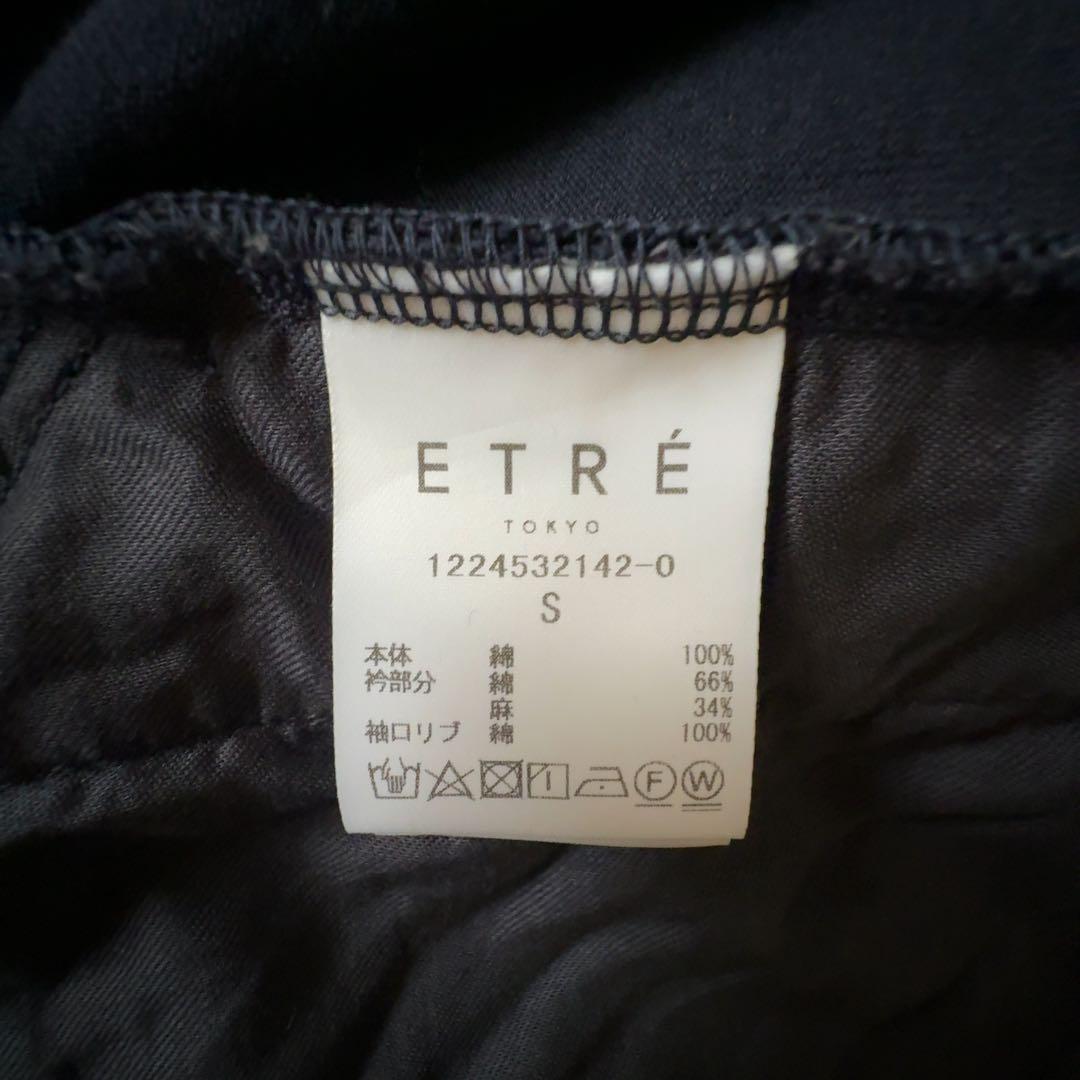 ETRÉ
TOKYO
1224532142-0
S
本体 綿 100%
衿部分 綿 66%
麻 34%
袖口リブ 綿 100%
F W